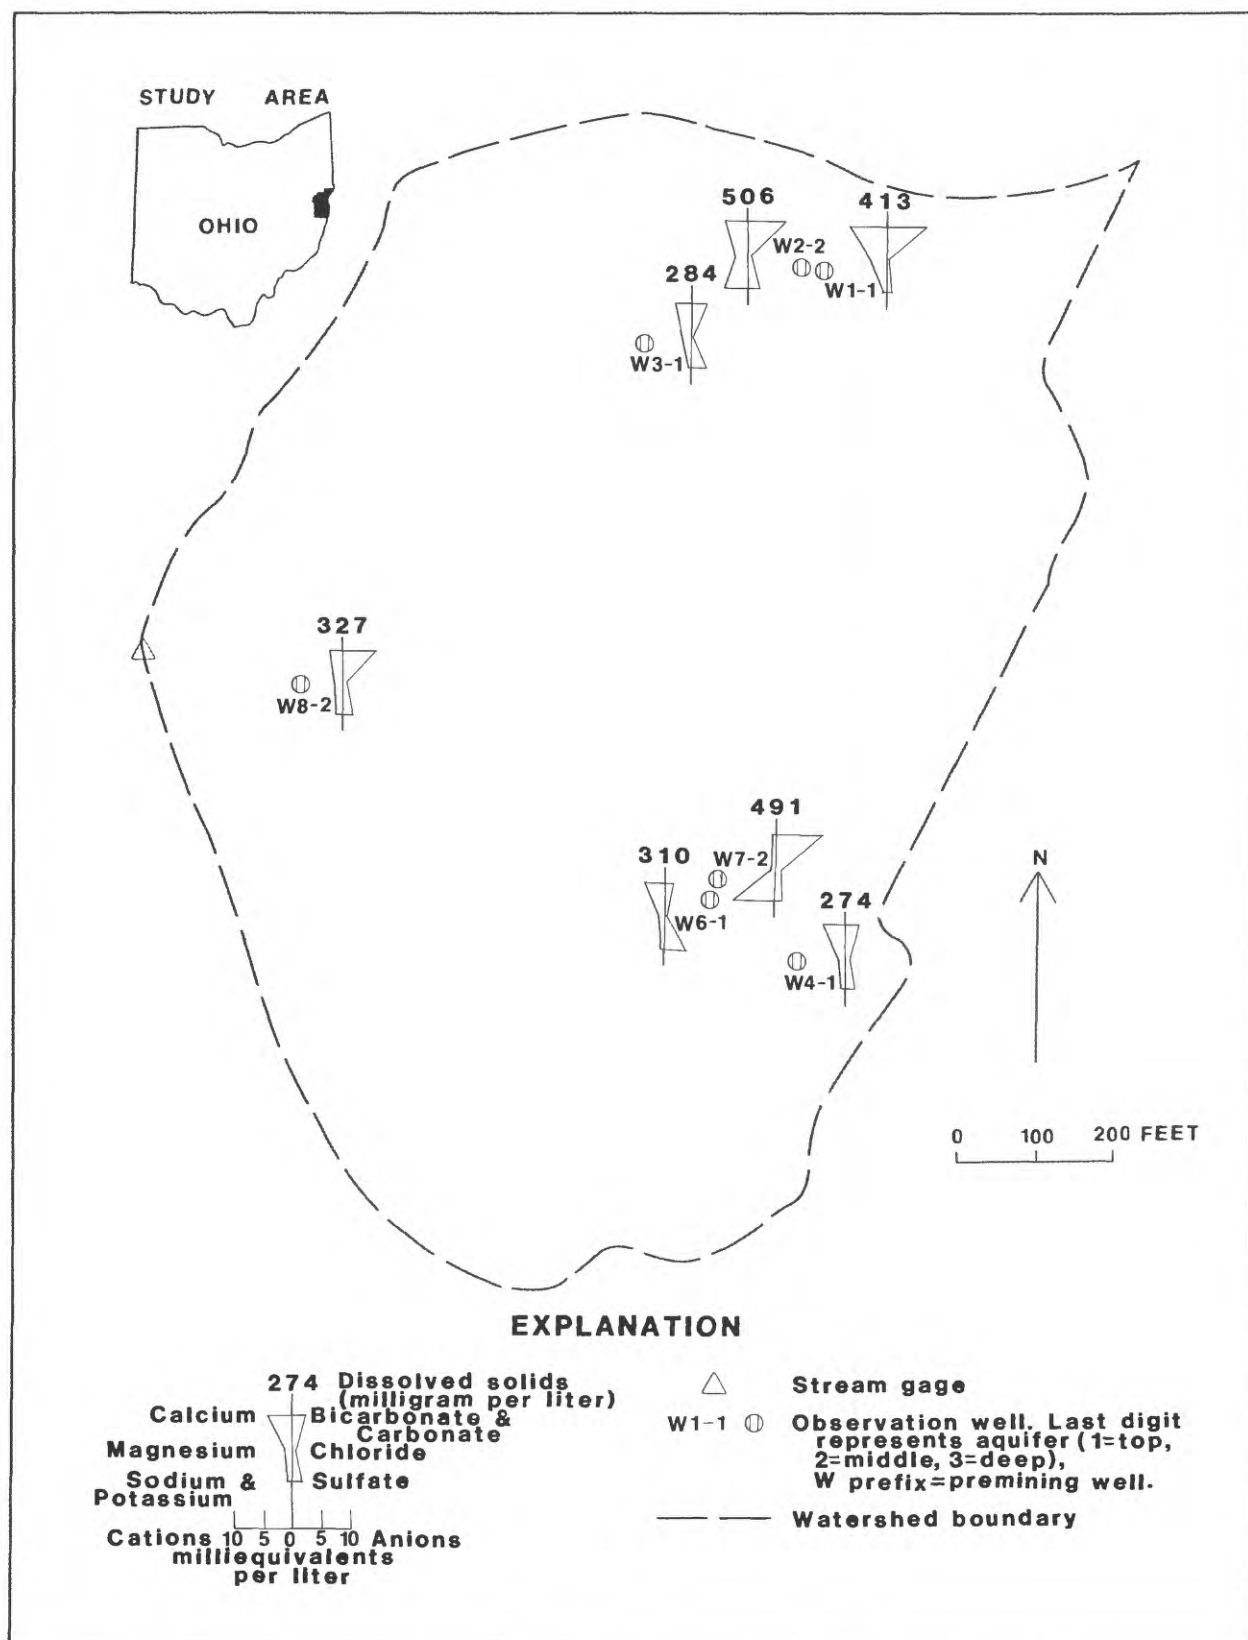 STUDY AREA
OHIO
506
413
W2-2
W1-1
284
W3-1
327
W8-2
491
W7-2
310
W6-1
274
W4-1
N
0 100 200 FEET
EXPLANATION
274 Dissolved solids
(milligram per liter)
Calcium Bicarbonate &
Carbonate
Magnesium Chloride
Sodium & Sulfate
Potassium
Cations 10 5 0 5 10 Anions
milliequivalents
per liter
Stream gage
W1-1 Observation well. Last digit
represents aquifer (1=top,
2=middle, 3=deep),
W prefix=premining well.
Watershed boundary